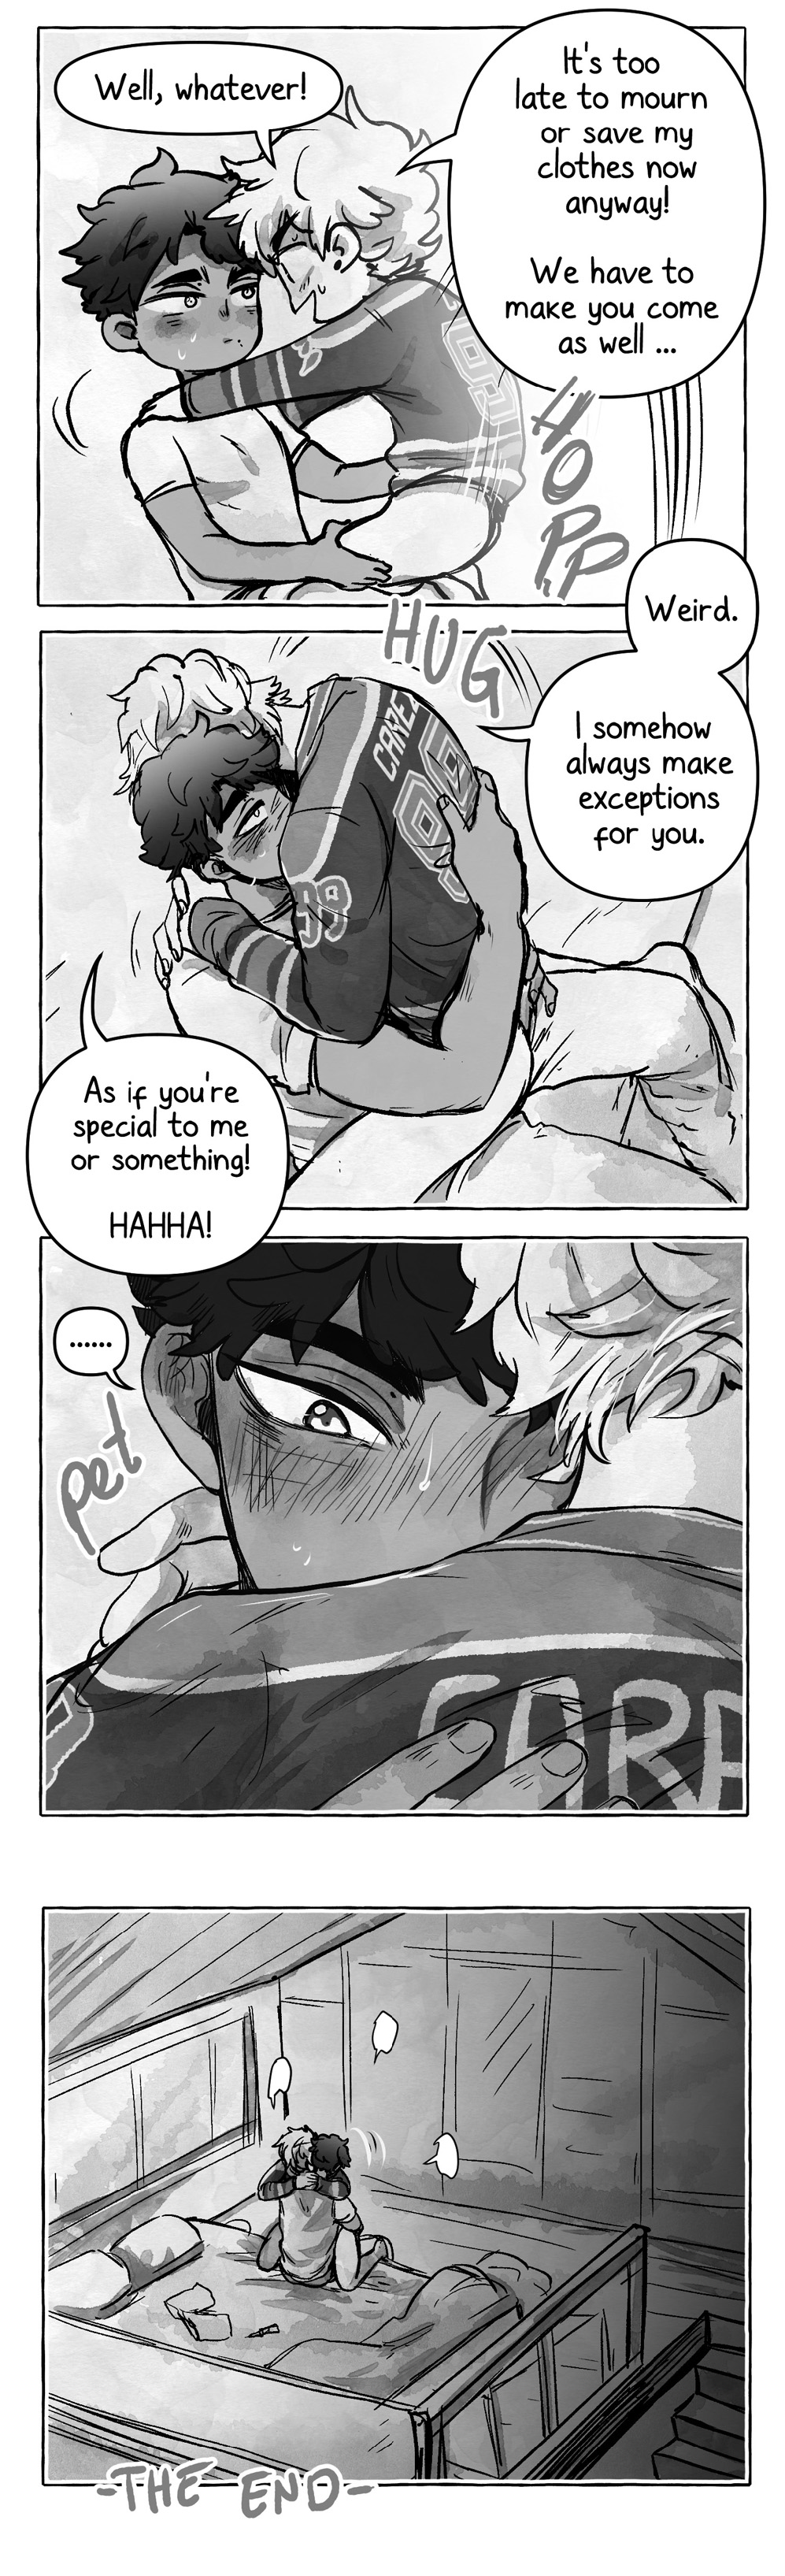 Well, whatever!
It's too
late to mourn
or save my
clothes now
anyway!
We have to
make you come
as well ...
HOPP
HUG
Weird.
I somehow
always make
exceptions
for you.
99
As if you're
special to me
or something!
HAHHA!
......
pet
CARE
-THE END-